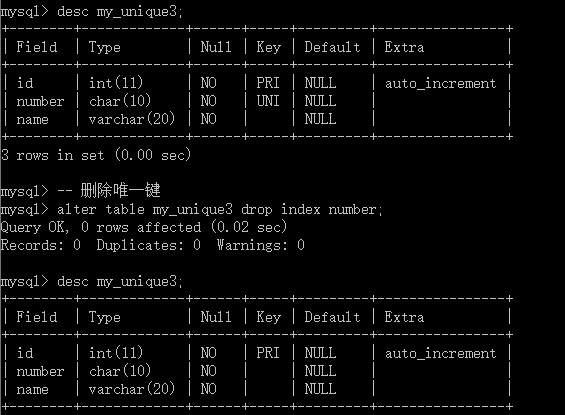 mysql> desc my_unique3;
+--------+-------------+------+-----+---------+----------------+
| Field  | Type        | Null | Key | Default | Extra          |
+--------+-------------+------+-----+---------+----------------+
| id     | int(11)     | NO   | PRI | NULL    | auto_increment |
| number | char(10)    | NO   | UNI | NULL    |                |
| name   | varchar(20) | NO   |     | NULL    |                |
+--------+-------------+------+-----+---------+----------------+
3 rows in set (0.00 sec)
mysql> -- 删除唯一键
mysql> alter table my_unique3 drop index number;
Query OK, 0 rows affected (0.02 sec)
Records: 0  Duplicates: 0  Warnings: 0
mysql> desc my_unique3;
+--------+-------------+------+-----+---------+----------------+
| Field  | Type        | Null | Key | Default | Extra          |
+--------+-------------+------+-----+---------+----------------+
| id     | int(11)     | NO   | PRI | NULL    | auto_increment |
| number | char(10)    | NO   |     | NULL    |                |
| name   | varchar(20) | NO   |     | NULL    |                |